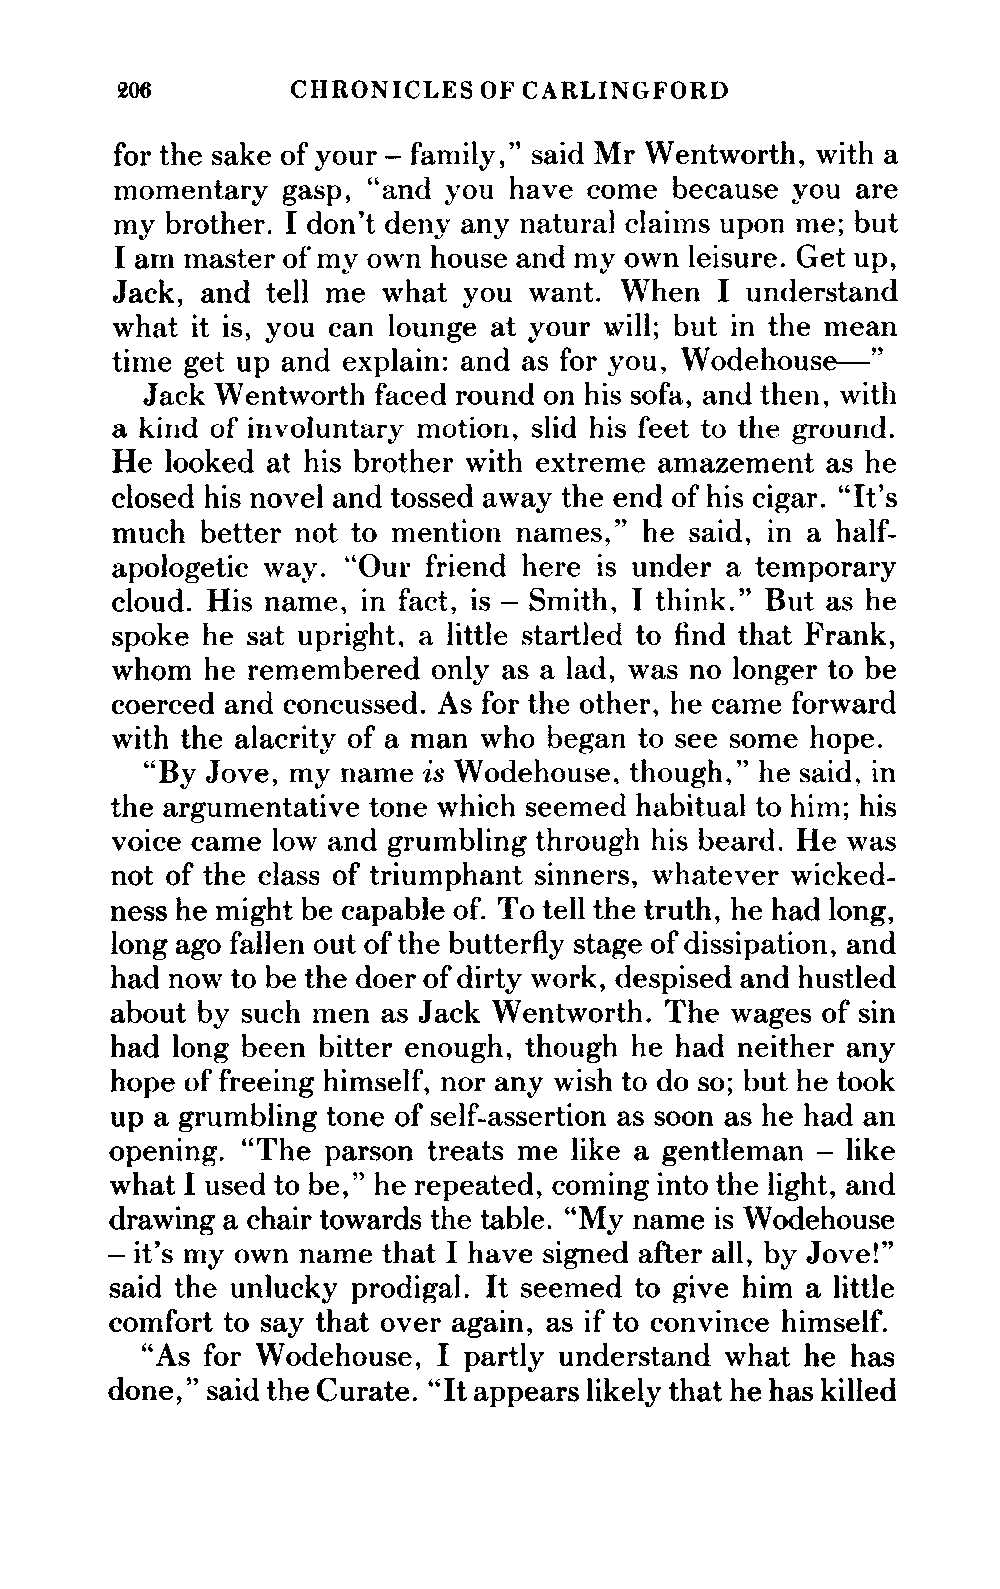 206 CHRONICLES OF CARLINGFORD
for the sake of your – family,” said Mr Wentworth, with a
momentary gasp, “and you have come because you are
my brother. I don’t deny any natural claims upon me; but
I am master of my own house and my own leisure. Get up,
Jack, and tell me what you want. When I understand
what it is, you can lounge at your will; but in the mean
time get up and explain: and as for you, Wodehouse—”
Jack Wentworth faced round on his sofa, and then, with
a kind of involuntary motion, slid his feet to the ground.
He looked at his brother with extreme amazement as he
closed his novel and tossed away the end of his cigar. “It’s
much better not to mention names,” he said, in a half-
apologetic way. “Our friend here is under a temporary
cloud. His name, in fact, is – Smith, I think.” But as he
spoke he sat upright, a little startled to find that Frank,
whom he remembered only as a lad, was no longer to be
coerced and concussed. As for the other, he came forward
with the alacrity of a man who began to see some hope.
“By Jove, my name is Wodehouse, though,” he said, in
the argumentative tone which seemed habitual to him; his
voice came low and grumbling through his beard. He was
not of the class of triumphant sinners, whatever wicked-
ness he might be capable of. To tell the truth, he had long,
long ago fallen out of the butterfly stage of dissipation, and
had now to be the doer of dirty work, despised and hustled
about by such men as Jack Wentworth. The wages of sin
had long been bitter enough, though he had neither any
hope of freeing himself, nor any wish to do so; but he took
up a grumbling tone of self-assertion as soon as he had an
opening. “The parson treats me like a gentleman – like
what I used to be,” he repeated, coming into the light, and
drawing a chair towards the table. “My name is Wodehouse
– it’s my own name that I have signed after all, by Jove!”
said the unlucky prodigal. It seemed to give him a little
comfort to say that over again, as if to convince himself.
“As for Wodehouse, I partly understand what he has
done,” said the Curate. “It appears likely that he has killed